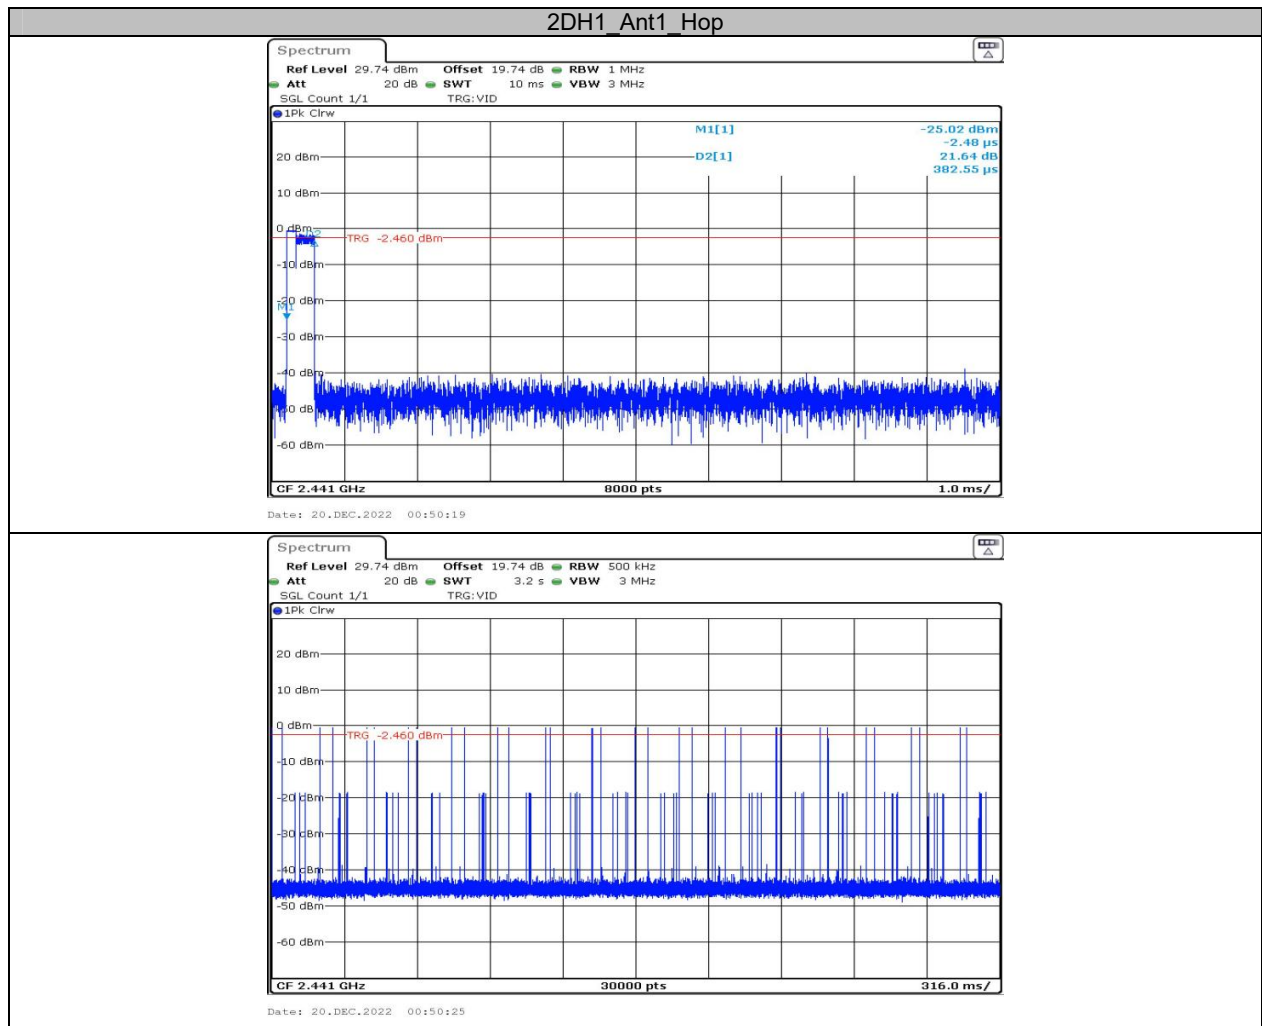 2DH1_Ant1_Hop
Spectrum
Ref Level 29.74 dBm Offset 19.74 dB RBW 1 MHz
Att 20 dB SWT 10 ms VBW 3 MHz
SGL Count 1/1 TRG:VID
1Pk Clrw
M1[1] -25.02 dBm
-2.48 µs
20 dBm D2[1] 21.64 dB
382.55 µs
10 dBm
0 dBm
D2
TRG -2.460 dBm
-10 dBm
-20 dBm
M1
-30 dBm
-40 dBm
-50 dBm
-60 dBm
CF 2.441 GHz 8000 pts 1.0 ms/
Date: 20.DEC.2022 00:50:19
Spectrum
Ref Level 29.74 dBm Offset 19.74 dB RBW 500 kHz
Att 20 dB SWT 3.2 s VBW 3 MHz
SGL Count 1/1 TRG:VID
1Pk Clrw
20 dBm
10 dBm
0 dBm
TRG -2.460 dBm
-10 dBm
-20 dBm
-30 dBm
-40 dBm
-50 dBm
-60 dBm
CF 2.441 GHz 30000 pts 316.0 ms/
Date: 20.DEC.2022 00:50:25